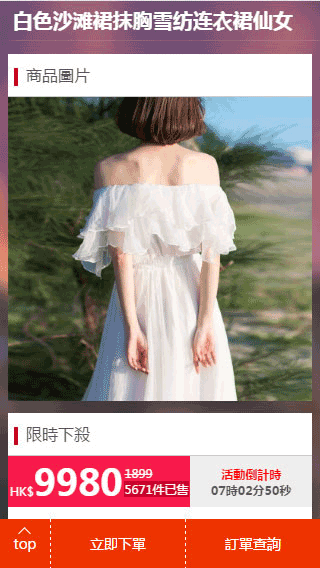 白色沙滩裙抹胸雪纺连衣裙仙女
商品圖片
限時下殺
HK$9980 1899
5671件已售
活動倒計時
07時02分50秒
top 立即下單 訂單查詢